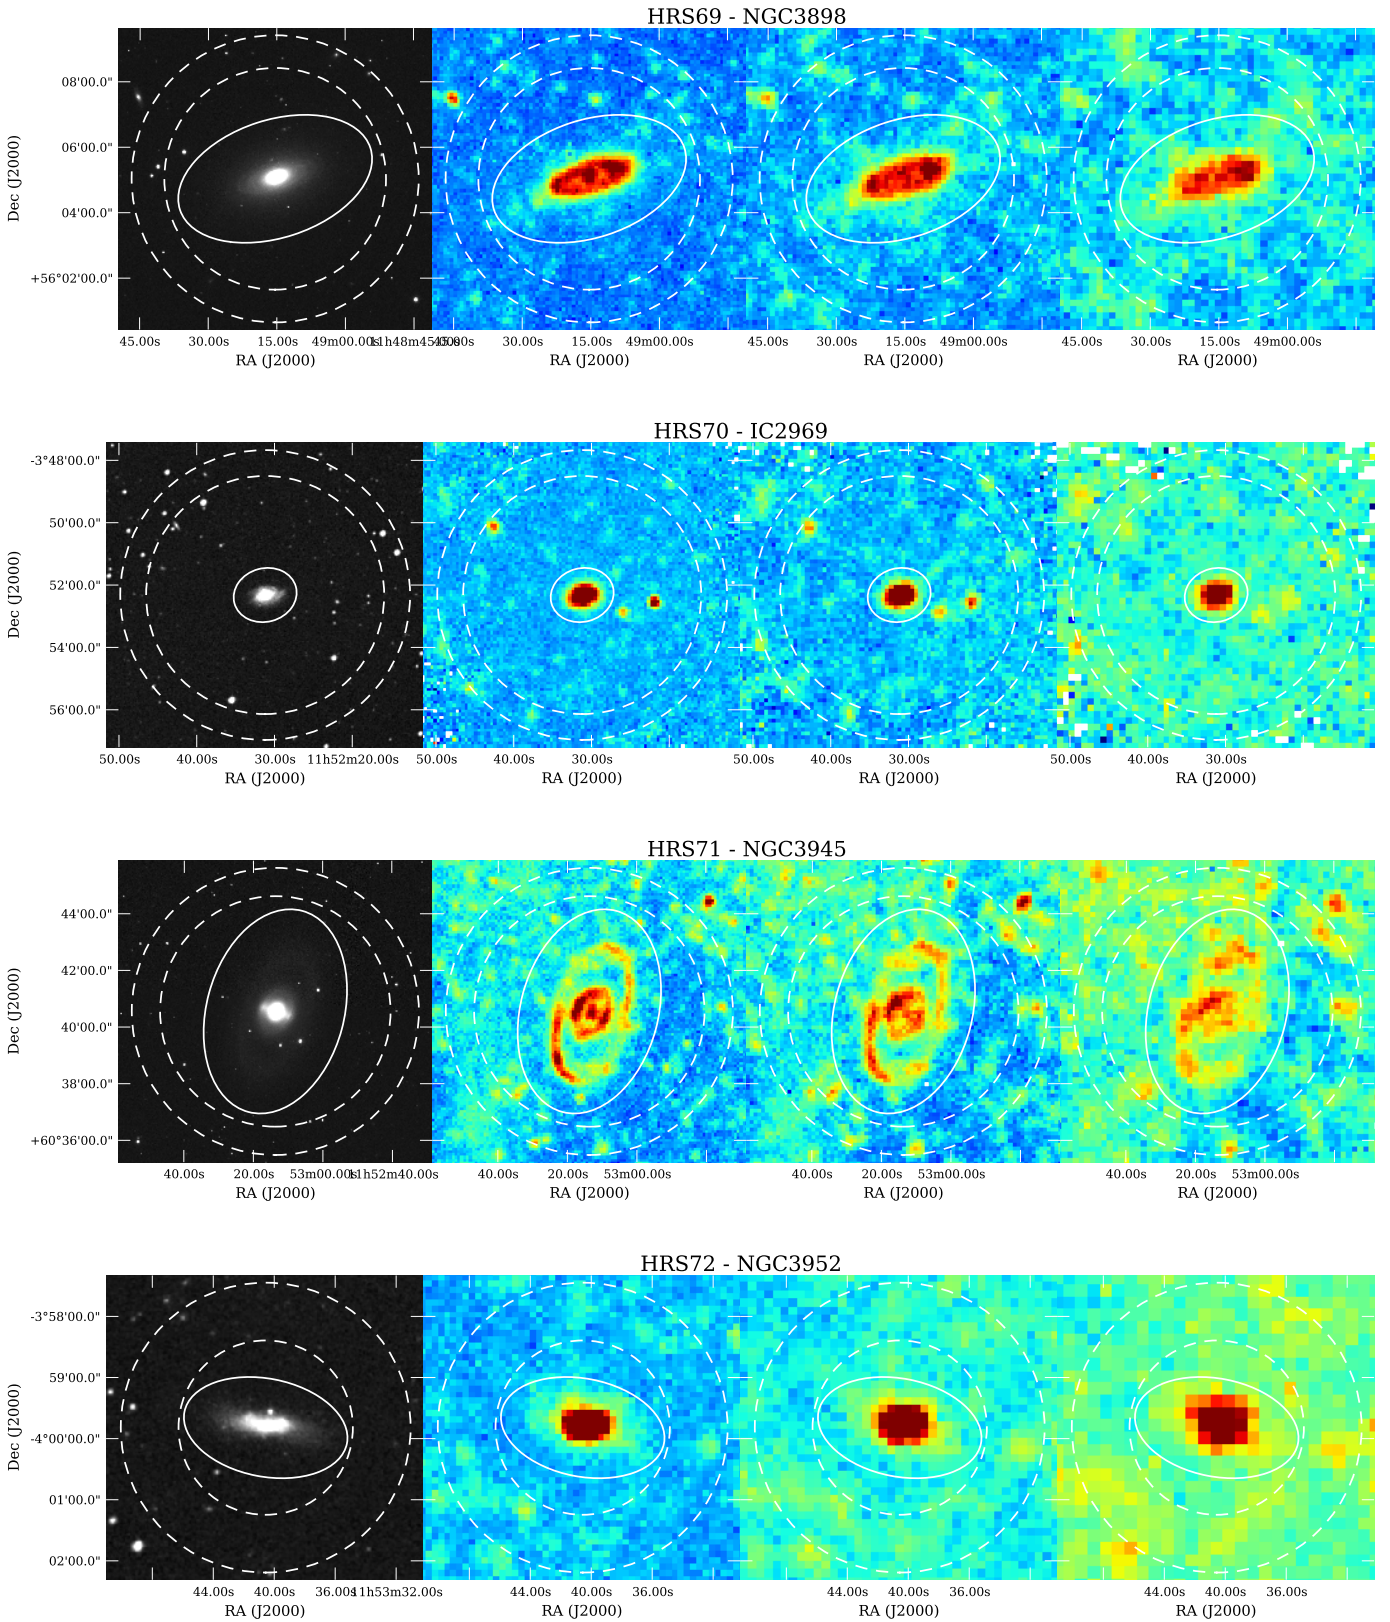 HRS69 - NGC3898
Dec (J2000)
08'00.0"
06'00.0"
04'00.0"
+56°02'00.0"
45.00s 30.00s 15.00s 49m00.00s 11h48m45.00s 45.00s 30.00s 15.00s 49m00.00s 45.00s 30.00s 15.00s 49m00.00s 45.00s 30.00s 15.00s 49m00.00s
RA (J2000) RA (J2000) RA (J2000) RA (J2000)
HRS70 - IC2969
Dec (J2000)
-3°48'00.0"
50'00.0"
52'00.0"
54'00.0"
56'00.0"
50.00s 40.00s 30.00s 11h52m20.00s 50.00s 40.00s 30.00s 50.00s 40.00s 30.00s 50.00s 40.00s 30.00s
RA (J2000) RA (J2000) RA (J2000) RA (J2000)
HRS71 - NGC3945
Dec (J2000)
44'00.0"
42'00.0"
40'00.0"
38'00.0"
+60°36'00.0"
40.00s 20.00s 53m00.00s 11h52m40.00s 40.00s 20.00s 53m00.00s 40.00s 20.00s 53m00.00s 40.00s 20.00s 53m00.00s
RA (J2000) RA (J2000) RA (J2000) RA (J2000)
HRS72 - NGC3952
Dec (J2000)
-3°58'00.0"
59'00.0"
-4°00'00.0"
01'00.0"
02'00.0"
44.00s 40.00s 36.00s 11h53m32.00s 44.00s 40.00s 36.00s 44.00s 40.00s 36.00s 44.00s 40.00s 36.00s
RA (J2000) RA (J2000) RA (J2000) RA (J2000)